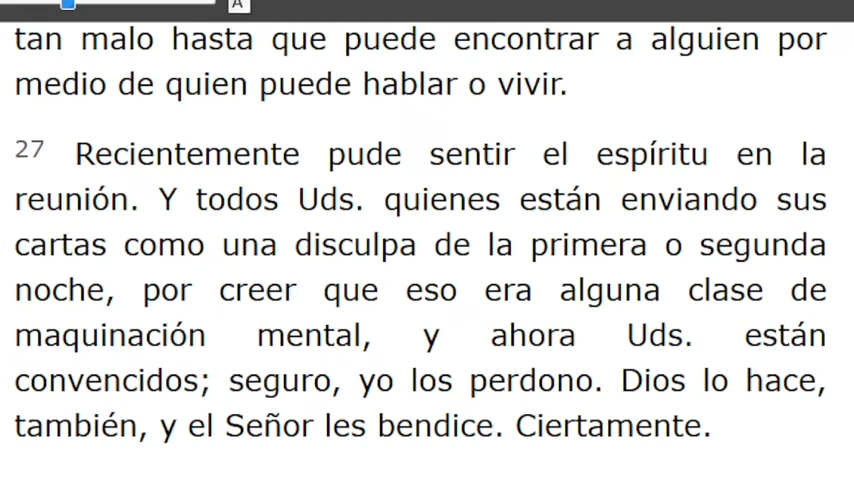 A
tan malo hasta que puede encontrar a alguien por
medio de quien puede hablar o vivir.
27 Recientemente pude sentir el espíritu en la
reunión. Y todos Uds. quienes están enviando sus
cartas como una disculpa de la primera o segunda
noche, por creer que eso era alguna clase de
maquinación mental, y ahora Uds. están
convencidos; seguro, yo los perdono. Dios lo hace,
también, y el Señor les bendice. Ciertamente.